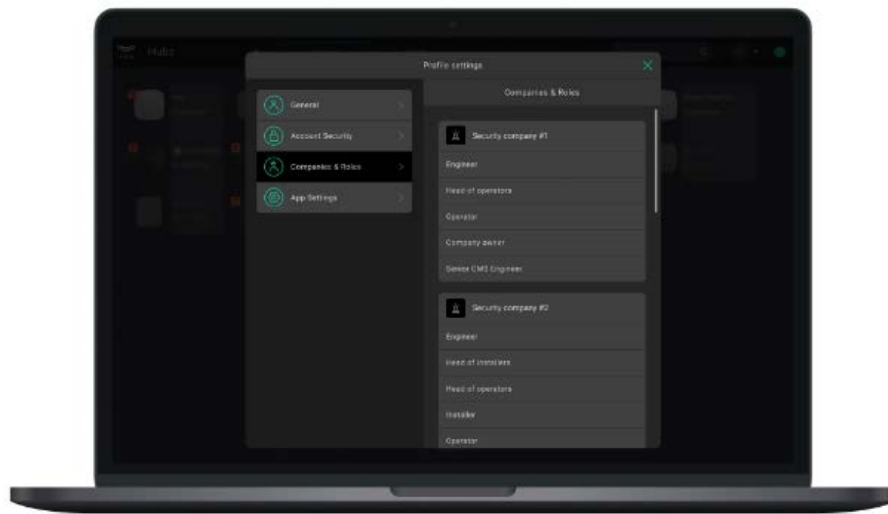 Hubs
Profile settings
General
Account Security
Companies & Roles
App Settings
Companies & Roles
Security company #1
Engineer
Head of operators
Operator
Company owner
Senior CMS Engineer
Security company #2
Engineer
Head of installers
Head of operators
Installer
Operator